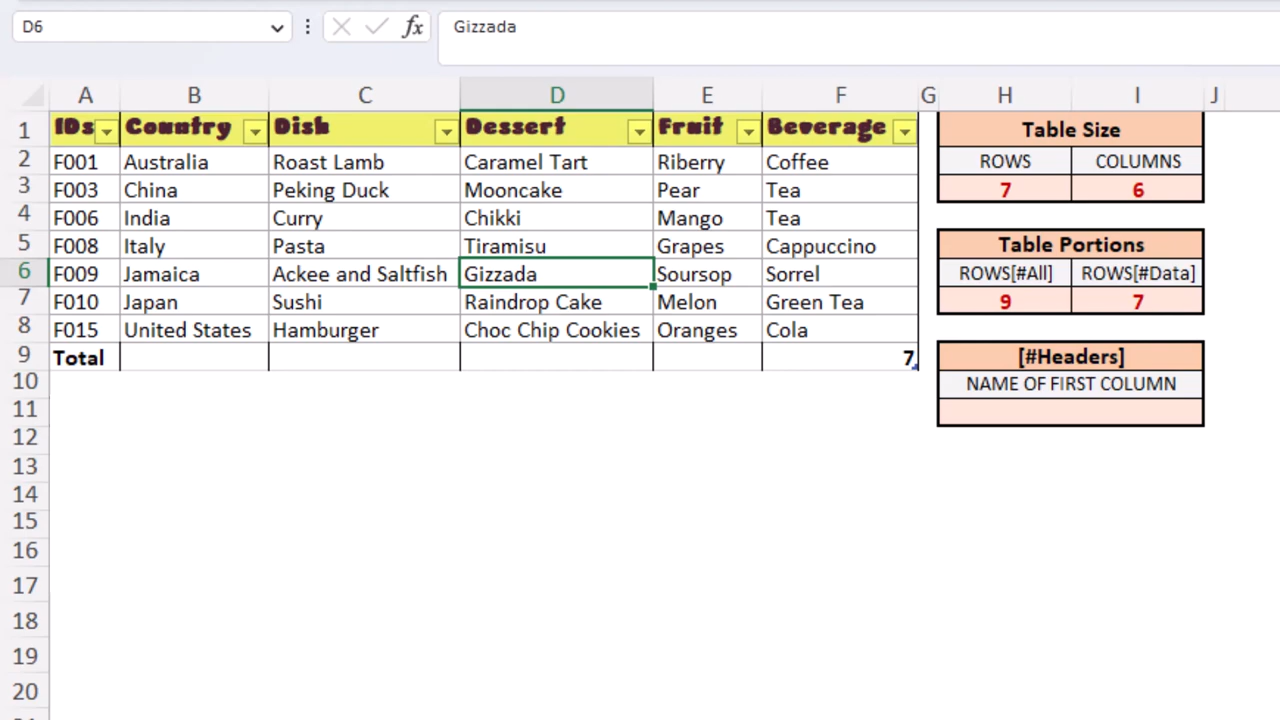 D6 fx Gizzada
A B C D E F G H I J
1 IDs Country Dish Dessert Fruit Beverage Table Size
2 F001 Australia Roast Lamb Caramel Tart Riberry Coffee ROWS COLUMNS
3 F003 China Peking Duck Mooncake Pear Tea 7 6
4 F006 India Curry Chikki Mango Tea
5 F008 Italy Pasta Tiramisu Grapes Cappuccino Table Portions
6 F009 Jamaica Ackee and Saltfish Gizzada Soursop Sorrel ROWS[#All] ROWS[#Data]
7 F010 Japan Sushi Raindrop Cake Melon Green Tea 9 7
8 F015 United States Hamburger Choc Chip Cookies Oranges Cola
9 Total 7 [#Headers]
10 NAME OF FIRST COLUMN
11
12
13
14
15
16
17
18
19
20